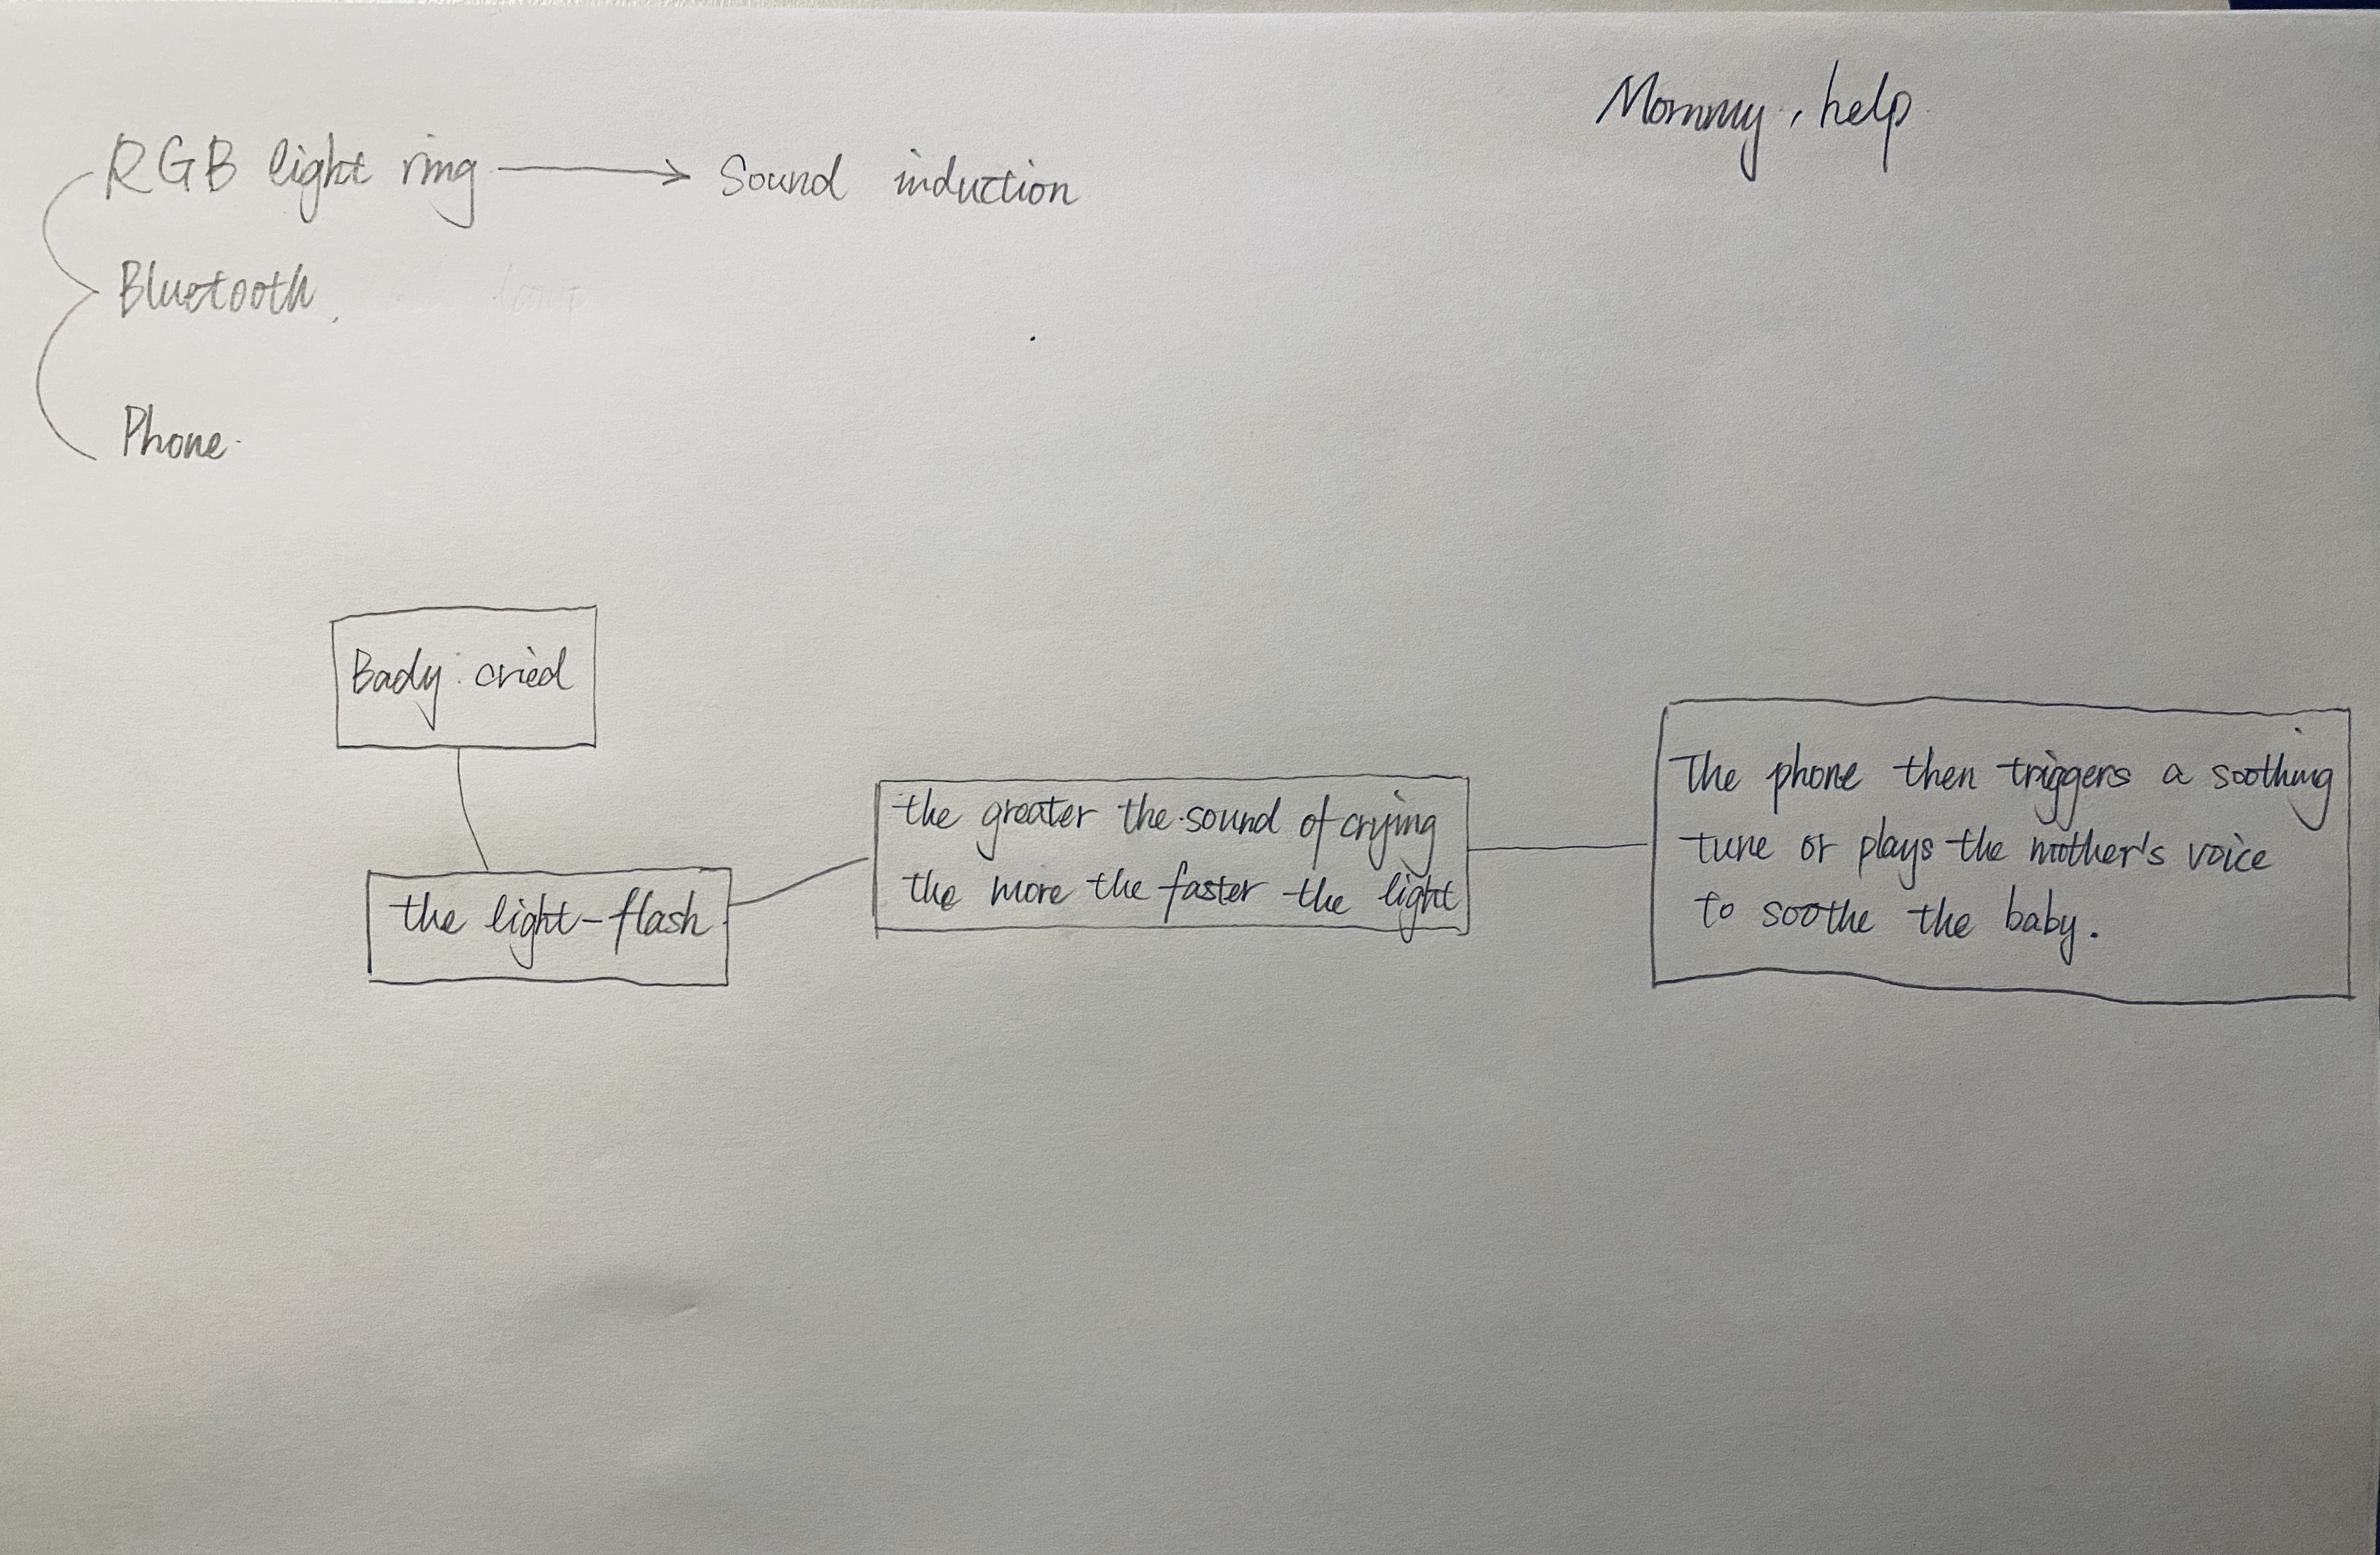 Mommy, help
RGB light ring → Sound induction
Bluetooth
Phone.
Bady: cried
the light-flash
the greater the sound of crying
the more the faster the light
The phone then triggers a soothing
tune or plays the mother's voice
to soothe the baby.